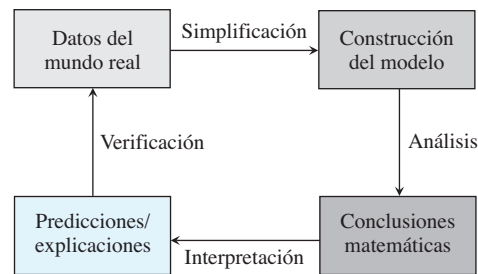 Datos del
mundo real
Simplificación
Construcción
del modelo
Análisis
Conclusiones
matemáticas
Interpretación
Predicciones/
explicaciones
Verificación